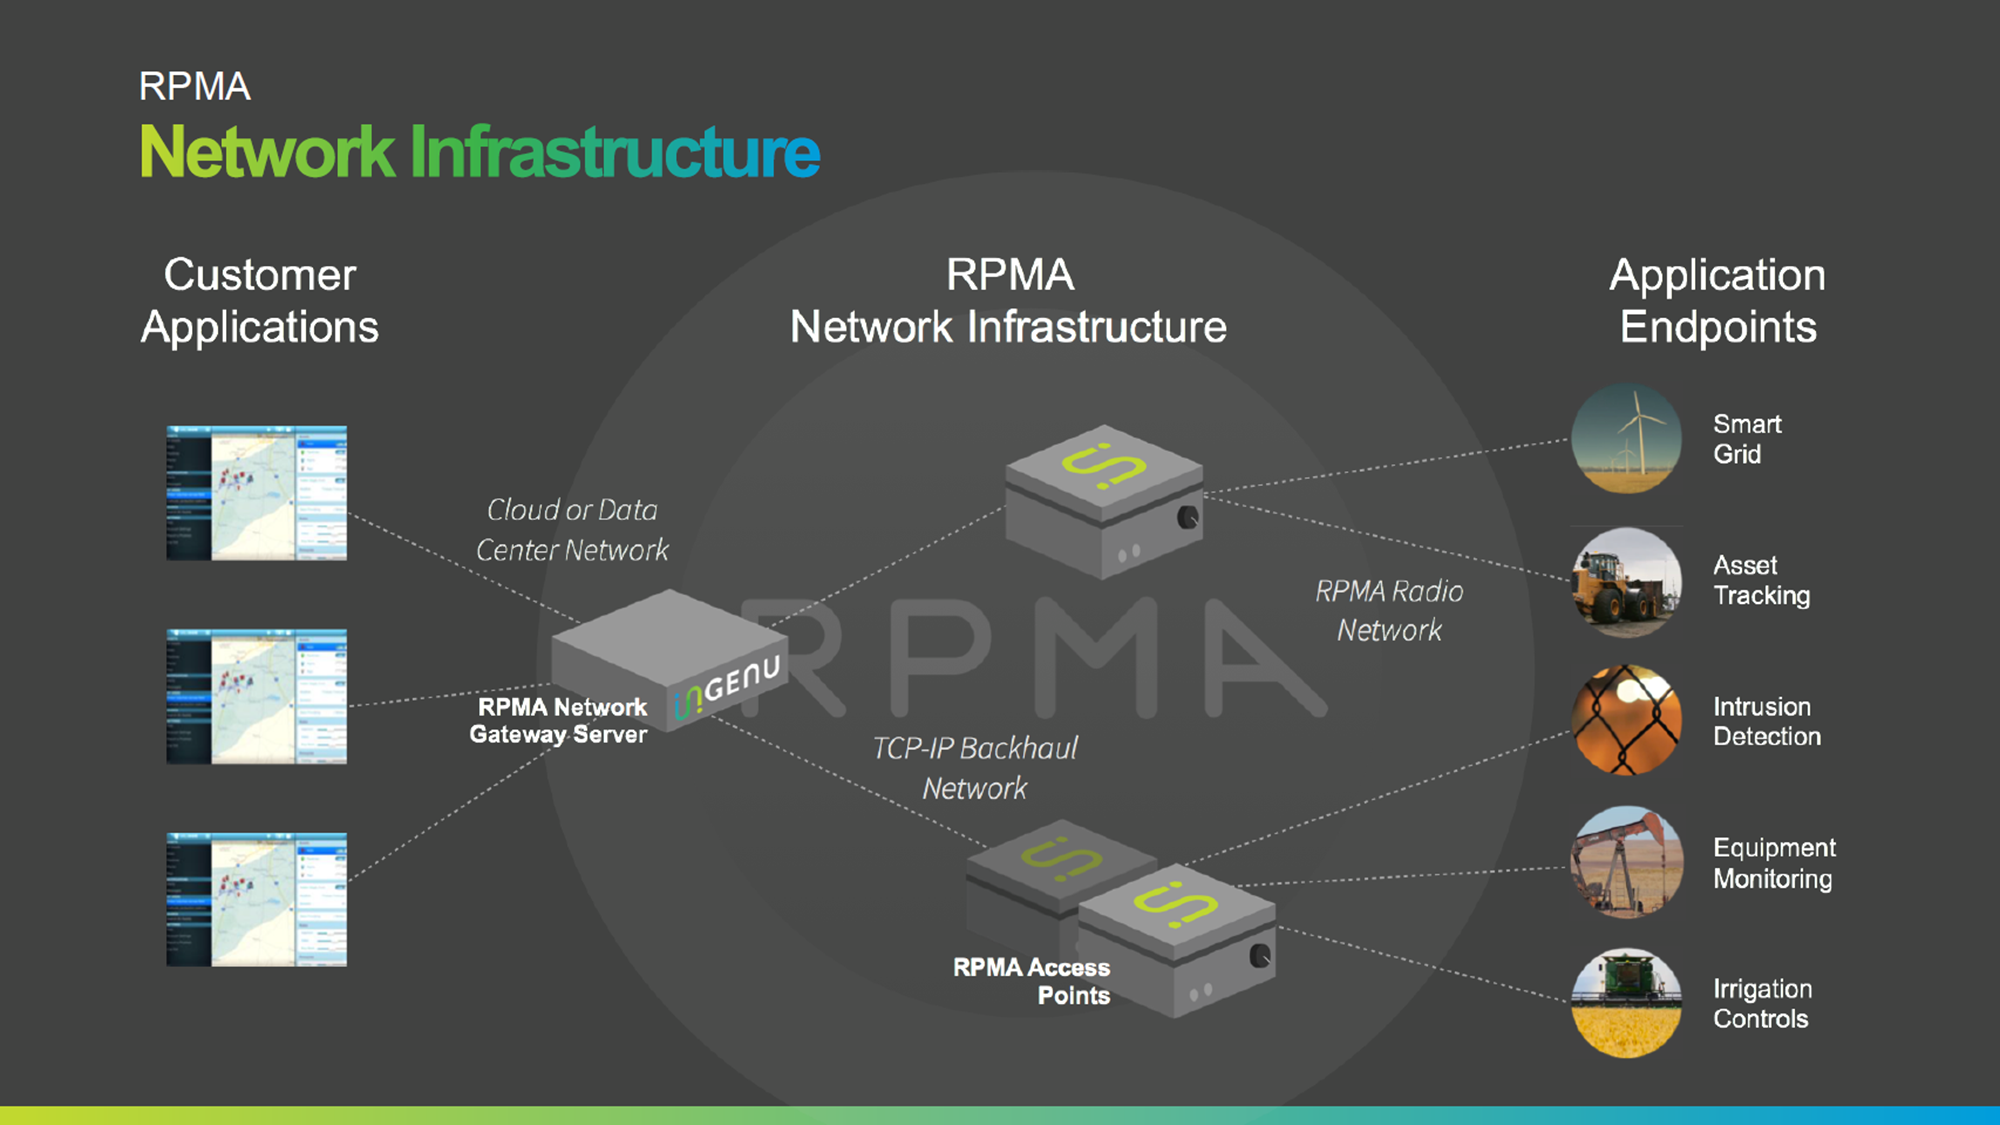 RPMA
Network Infrastructure
Customer
Applications
RPMA
Network Infrastructure
Application
Endpoints
Cloud or Data
Center Network
RPMA Network
Gateway Server
INGENU
RPMA
TCP-IP Backhaul
Network
RPMA Access
Points
RPMA Radio
Network
Smart
Grid
Asset
Tracking
Intrusion
Detection
Equipment
Monitoring
Irrigation
Controls